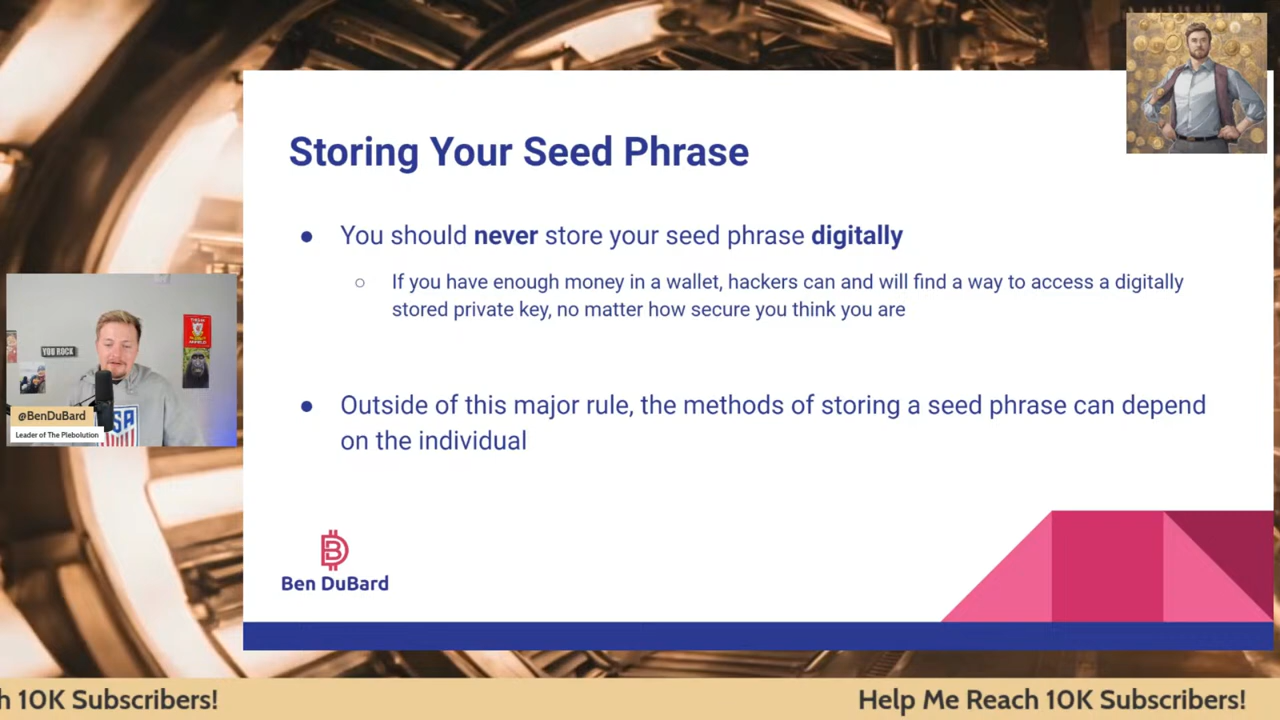 Storing Your Seed Phrase
● You should never store your seed phrase digitally
○ If you have enough money in a wallet, hackers can and will find a way to access a digitally
stored private key, no matter how secure you think you are
● Outside of this major rule, the methods of storing a seed phrase can depend
on the individual
Ben DuBard
YOU ROCK
@BenDuBard
Leader of The Plebolution
h 10K Subscribers!
Help Me Reach 10K Subscribers!